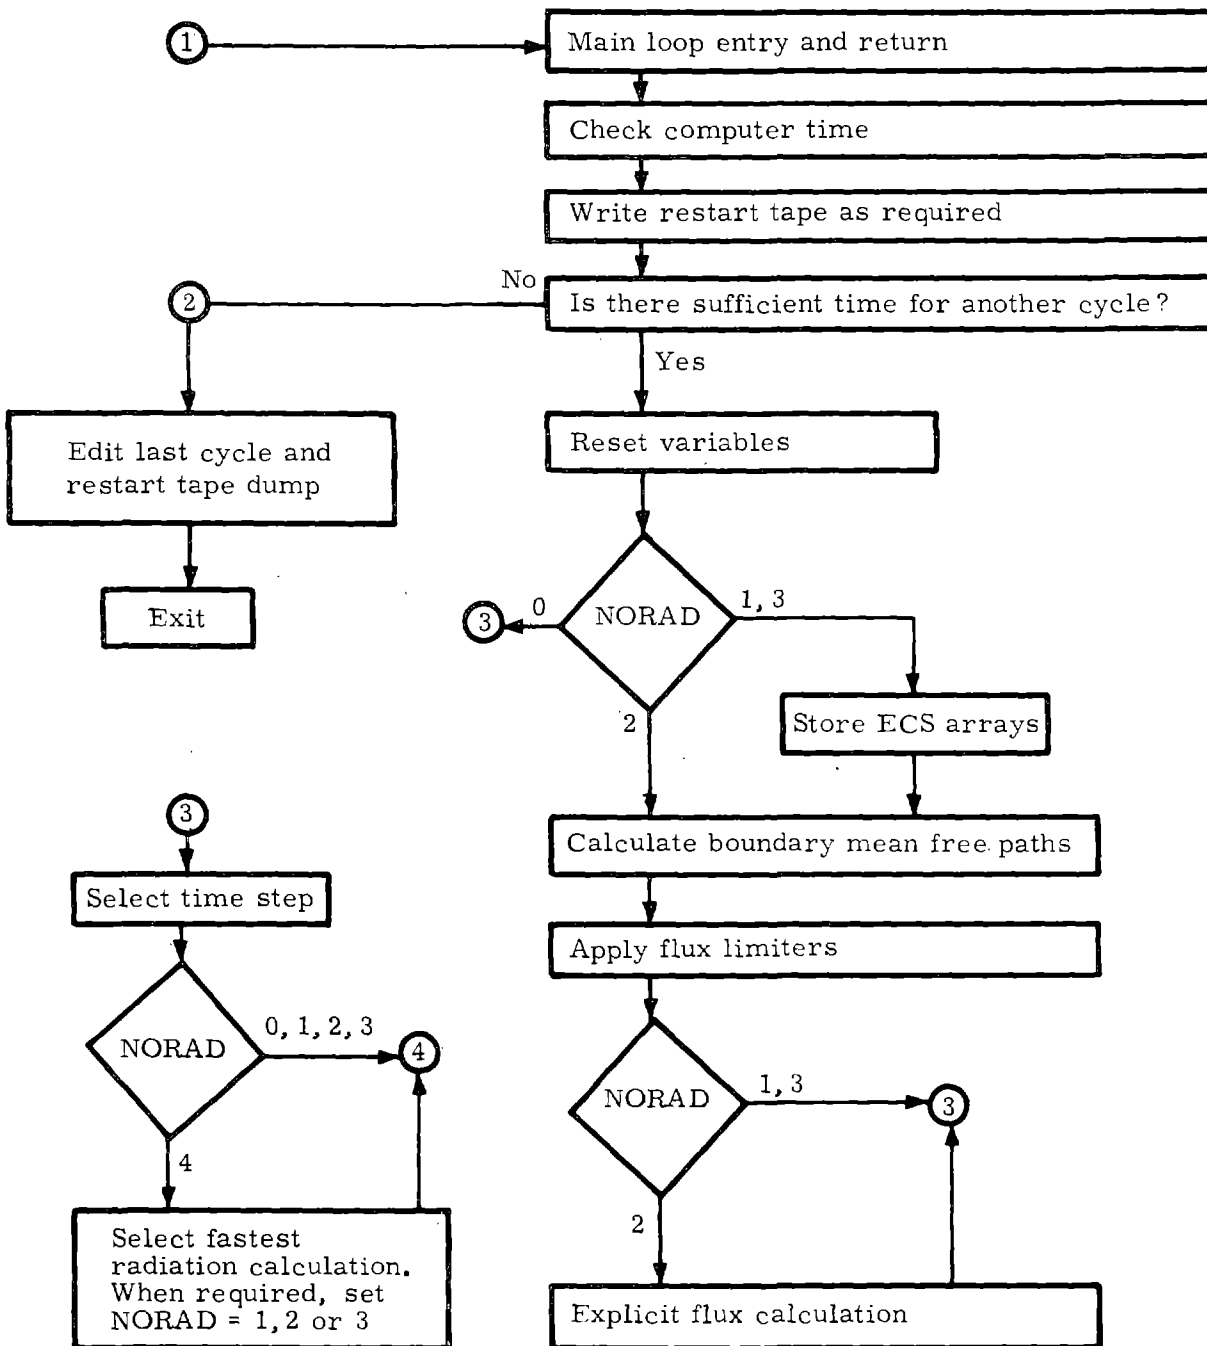 1
Main loop entry and return
Check computer time
Write restart tape as required
No
2
Is there sufficient time for another cycle?
Yes
Edit last cycle and
restart tape dump
Reset variables
Exit
3
0
NORAD
1, 3
2
Store ECS arrays
3
Calculate boundary mean free paths
Select time step
Apply flux limiters
NORAD
0, 1, 2, 3
4
NORAD
1, 3
3
4
2
Select fastest
radiation calculation.
When required, set
NORAD = 1, 2 or 3
Explicit flux calculation